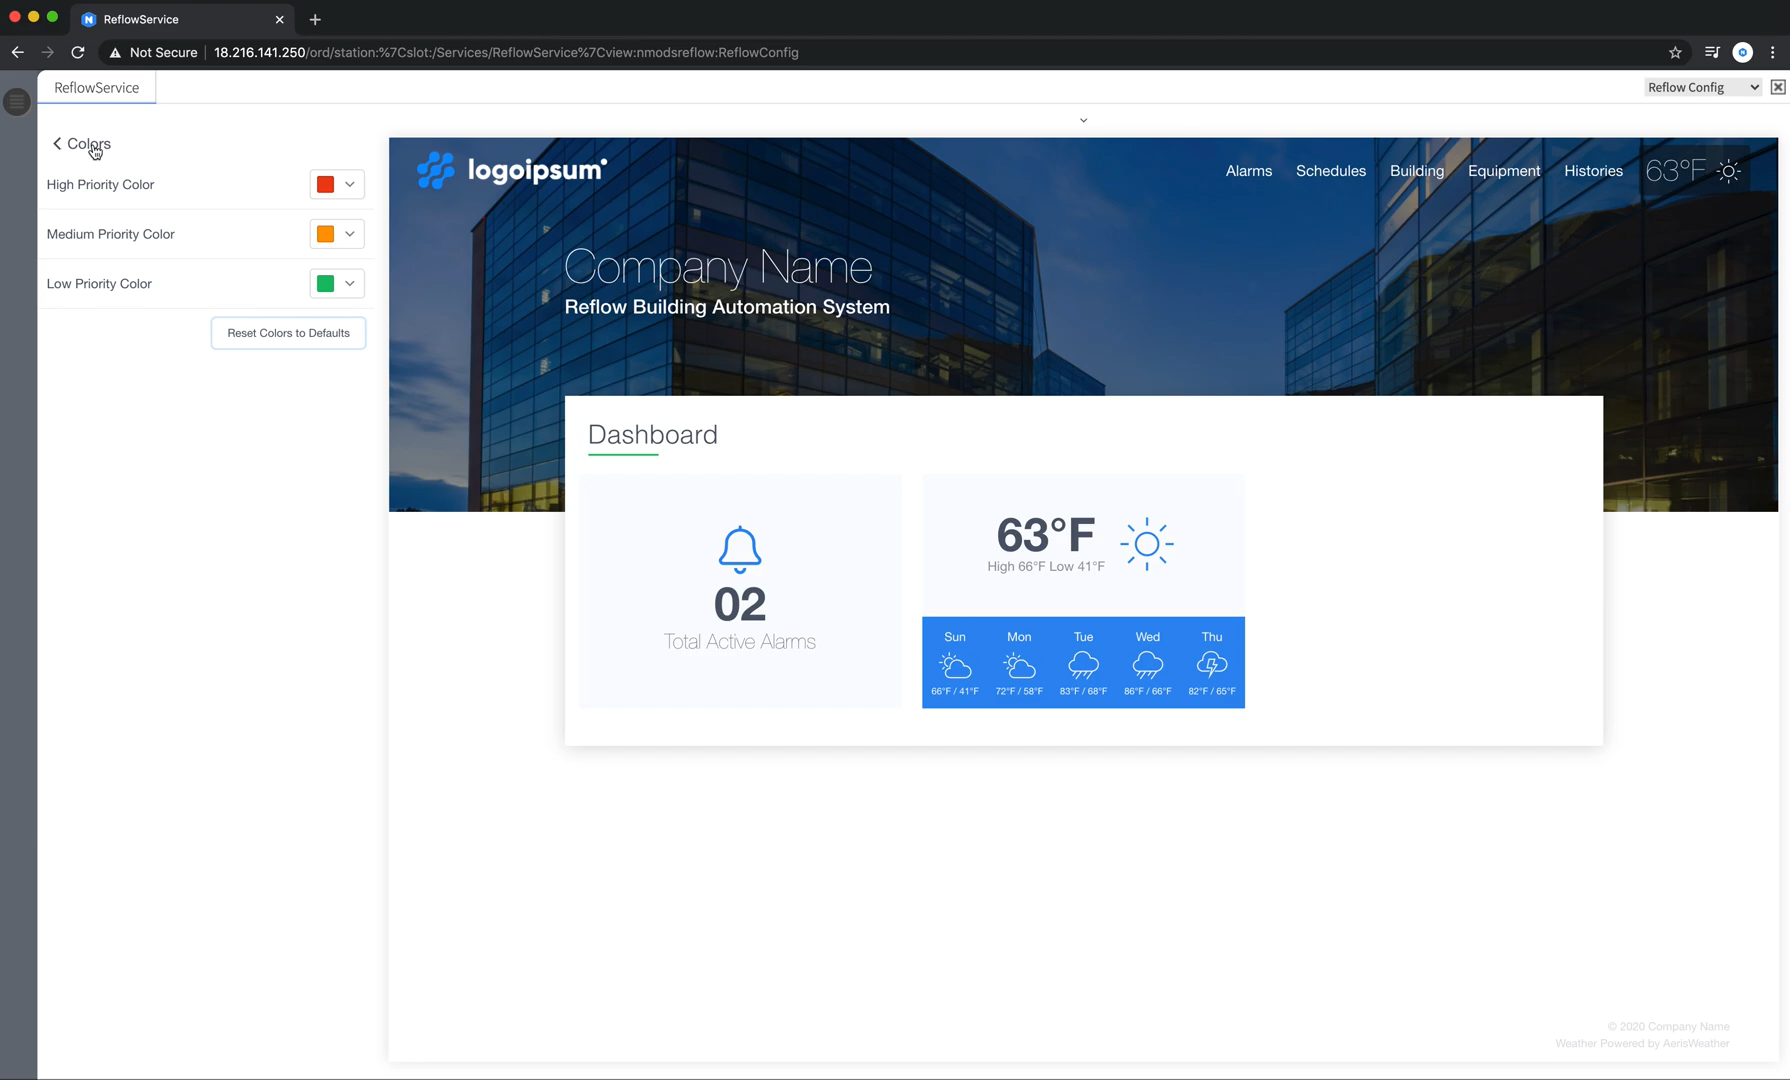 ReflowService
Not Secure
18.216.141.250/ord/station:%7Cslot:/Services/ReflowService%7Cview:nmodsreflow:ReflowConfig
ReflowService
Reflow Config
Colors
High Priority Color
Medium Priority Color
Low Priority Color
Reset Colors to Defaults
logoipsum
Alarms Schedules Building Equipment Histories 63°F
Company Name
Reflow Building Automation System
Dashboard
02
Total Active Alarms
63°F
High 66°F Low 41°F
Sun Mon Tue Wed Thu
66°F / 41°F 72°F / 58°F 83°F / 68°F 86°F / 66°F 82°F / 65°F
© 2020 Company Name
Weather Powered by AerisWeather